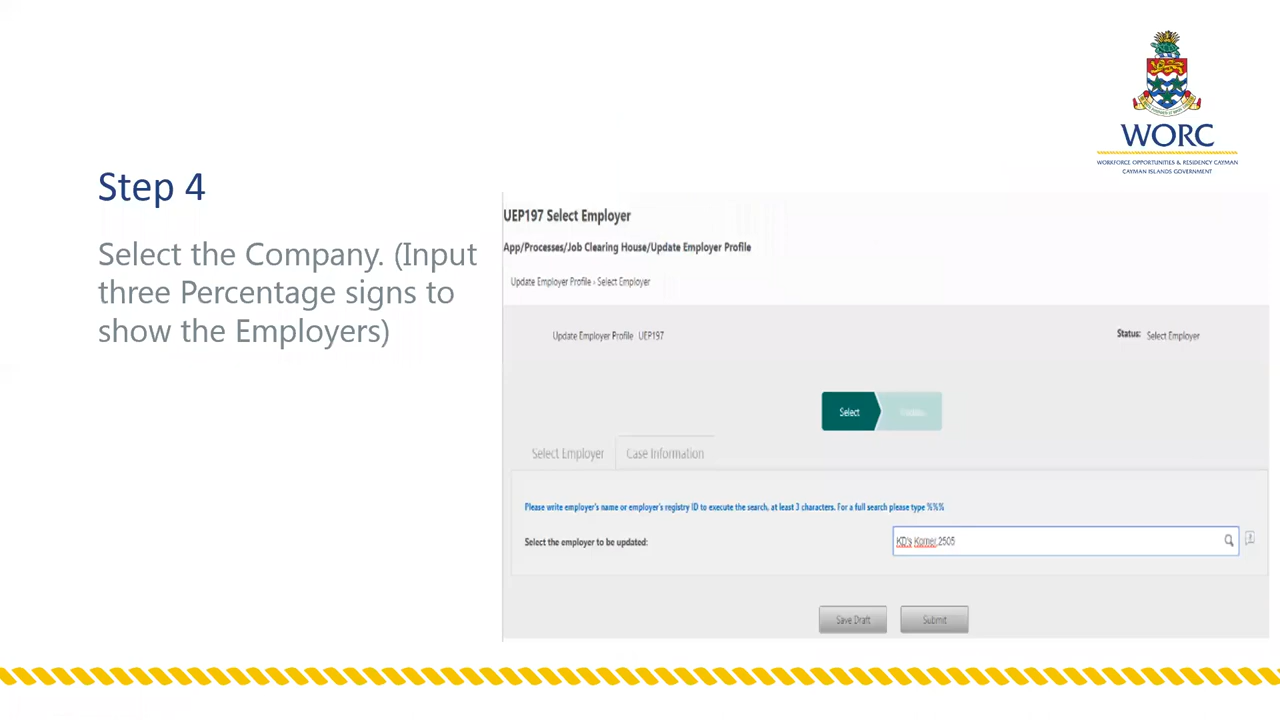 WORC
WORKFORCE OPPORTUNITIES & RESIDENCY CAYMAN
CAYMAN ISLANDS GOVERNMENT
Step 4
Select the Company. (Input
three Percentage signs to
show the Employers)
UEP197 Select Employer
App/Processes/Job Clearing House/Update Employer Profile
Update Employer Profile › Select Employer
Update Employer Profile UEP197
Status: Select Employer
Select
Select Employer
Case Information
Please write employer's name or employer's registry ID to execute the search, at least 3 characters. For a full search please type %%%
Select the employer to be updated:
KD's Korner,2505
Save Draft
Submit